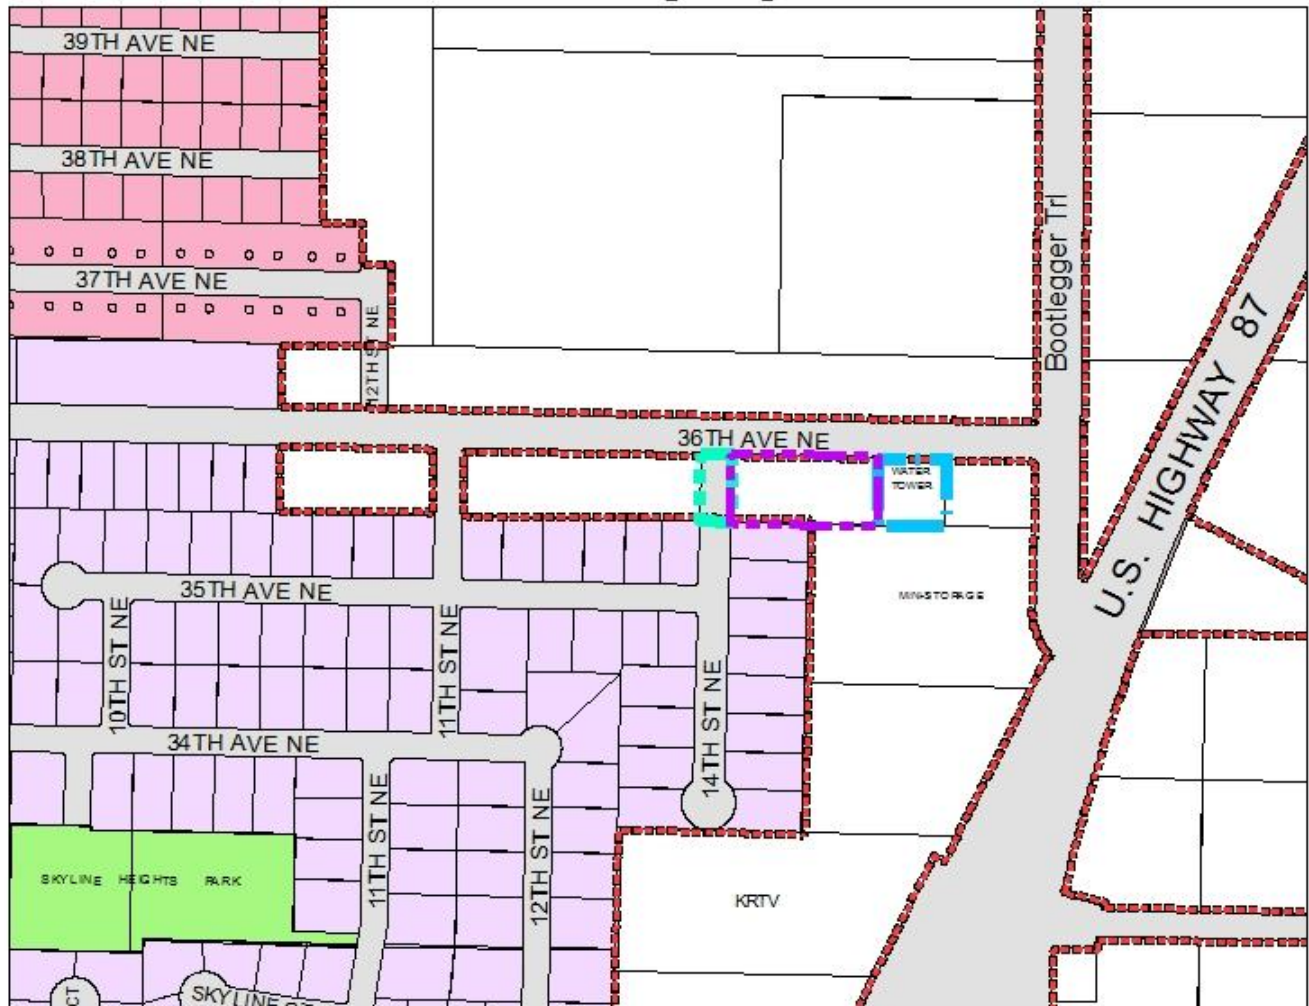 39TH AVE NE
38TH AVE NE
37TH AVE NE
12TH ST NE
Bootlegger Trl
U.S. HIGHWAY 87
36TH AVE NE
WATER
TOWER
35TH AVE NE
MINI-STORAGE
10TH ST NE
11TH ST NE
14TH ST NE
34TH AVE NE
11TH ST NE
12TH ST NE
SKYLINE HEIGHTS PARK
KRTV
CT
SKYLINE